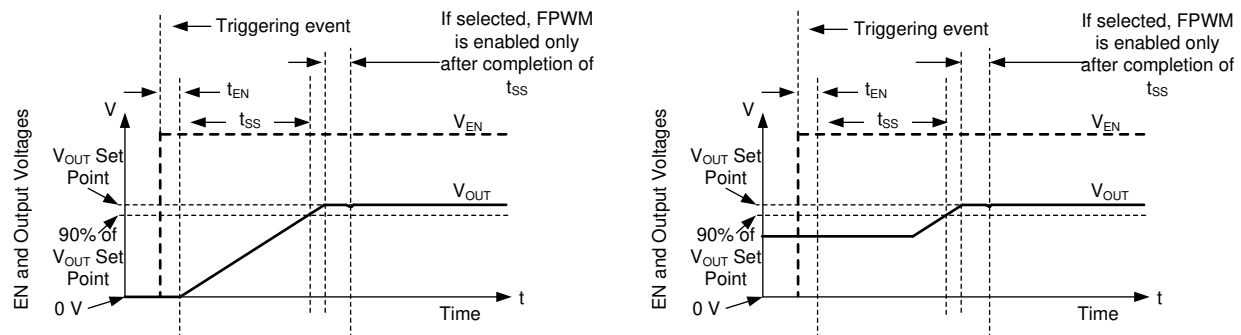 Triggering event
If selected, FPWM
is enabled only
after completion of
tSS
tEN
V
tSS
VEN
VOUT Set
Point
VOUT
90% of
VOUT Set
Point
0 V
t
Time
EN and Output Voltages
Triggering event
If selected, FPWM
is enabled only
after completion of
tSS
tEN
V
tSS
VEN
VOUT Set
Point
VOUT
90% of
VOUT Set
Point
0 V
t
Time
EN and Output Voltages